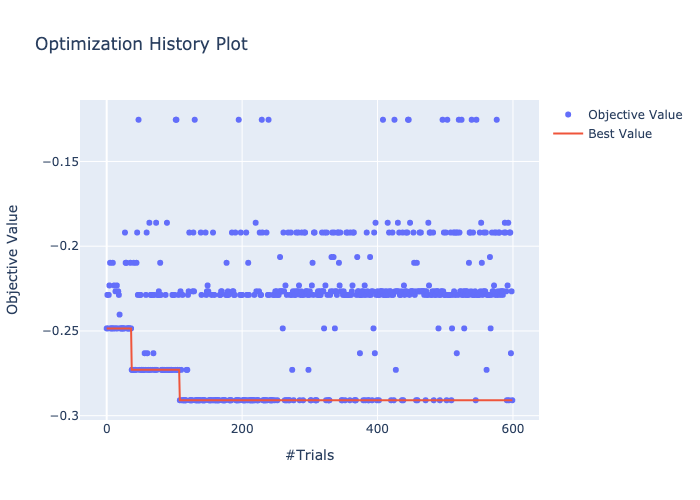 Optimization History Plot
Objective Value
Best Value
−0.15
−0.2
−0.25
−0.3
Objective Value
0
200
400
600
#Trials